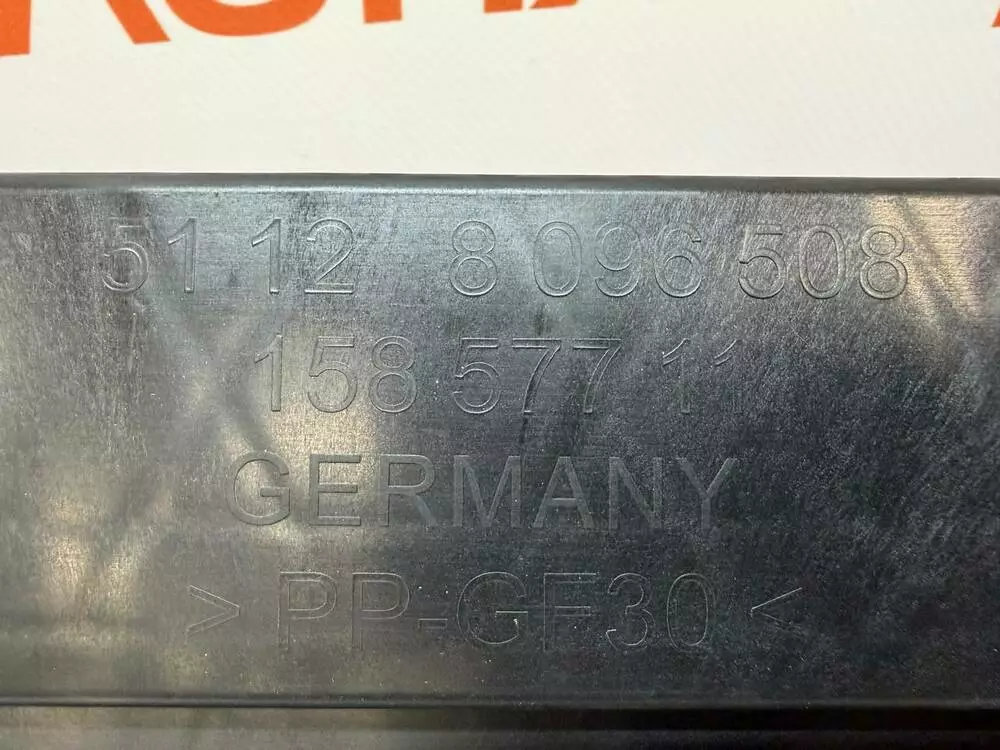 51 12 8 096 508
158 577 11
GERMANY
> PP-GF30 <